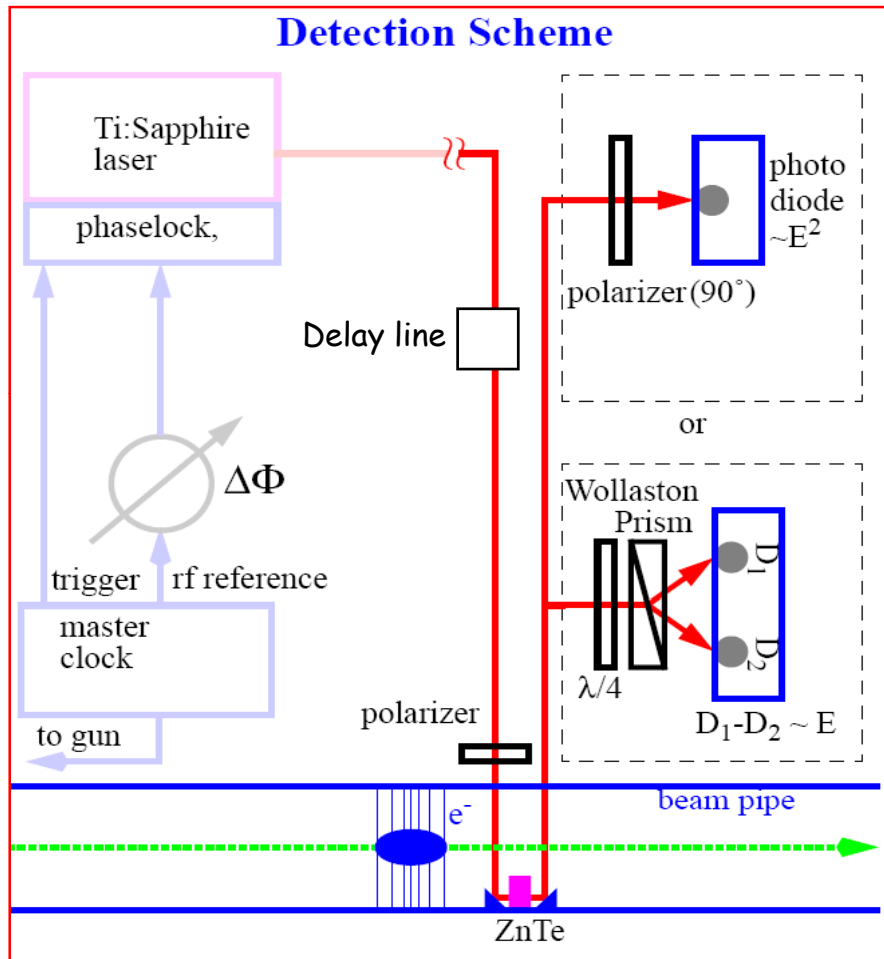 Detection Scheme
Ti:Sapphire
laser
phaselock,
Delay line
ΔΦ
trigger
rf reference
master
clock
to gun
polarizer
photo
diode
~E²
polarizer(90˚)
or
Wollaston
Prism
D₁
D₂
λ/4
D₁-D₂ ~ E
e⁻
beam pipe
ZnTe